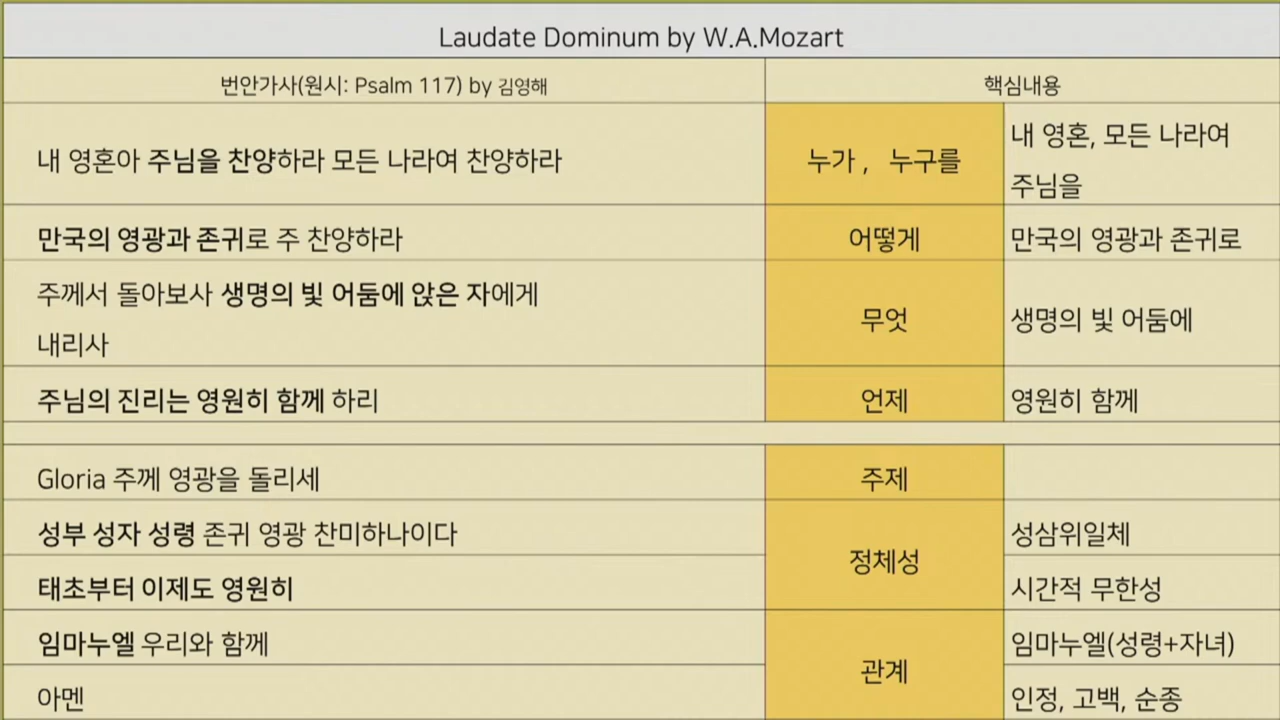 Laudate Dominum by W.A.Mozart
번안가사(원시: Psalm 117) by 김영해
핵심내용
내 영혼아 주님을 찬양하라 모든 나라여 찬양하라
누가 , 누구를
내 영혼, 모든 나라여
주님을
만국의 영광과 존귀로 주 찬양하라
어떻게
만국의 영광과 존귀로
주께서 돌아보사 생명의 빛 어둠에 앉은 자에게
내리사
무엇
생명의 빛 어둠에
주님의 진리는 영원히 함께 하리
언제
영원히 함께
Gloria 주께 영광을 돌리세
주제
성부 성자 성령 존귀 영광 찬미하나이다
정체성
성삼위일체
태초부터 이제도 영원히
시간적 무한성
임마누엘 우리와 함께
관계
임마누엘(성령+자녀)
아멘
인정, 고백, 순종